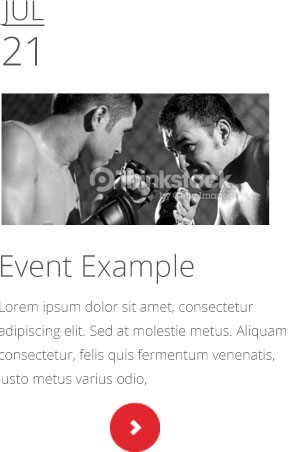 JUL
21
thinkstock
by Getty Images
Event Example
Lorem ipsum dolor sit amet, consectetur
adipiscing elit. Sed at molestie metus. Aliquam
consectetur, felis quis fermentum venenatis,
justo metus varius odio,